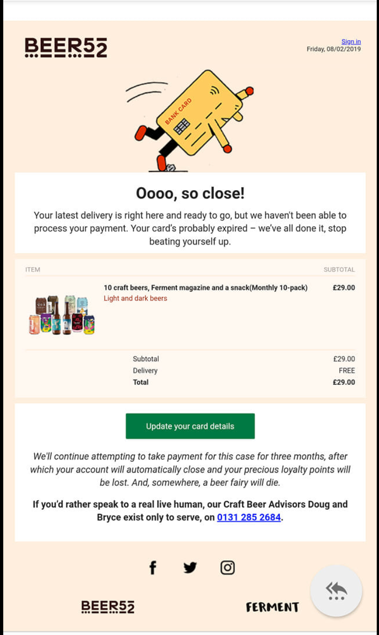 BEER52
Sign in
Friday, 08/02/2019
BANK CARD
Oooo, so close!
Your latest delivery is right here and ready to go, but we haven't been able to
process your payment. Your card's probably expired – we've all done it, stop
beating yourself up.
ITEM SUBTOTAL
10 craft beers, Ferment magazine and a snack(Monthly 10-pack) £29.00
Light and dark beers
Subtotal £29.00
Delivery FREE
Total £29.00
Update your card details
We'll continue attempting to take payment for this case for three months, after
which your account will automatically close and your precious loyalty points will
be lost. And, somewhere, a beer fairy will die.
If you'd rather speak to a real live human, our Craft Beer Advisors Doug and
Bryce exist only to serve, on 0131 285 2684.
BEER52 FERMENT